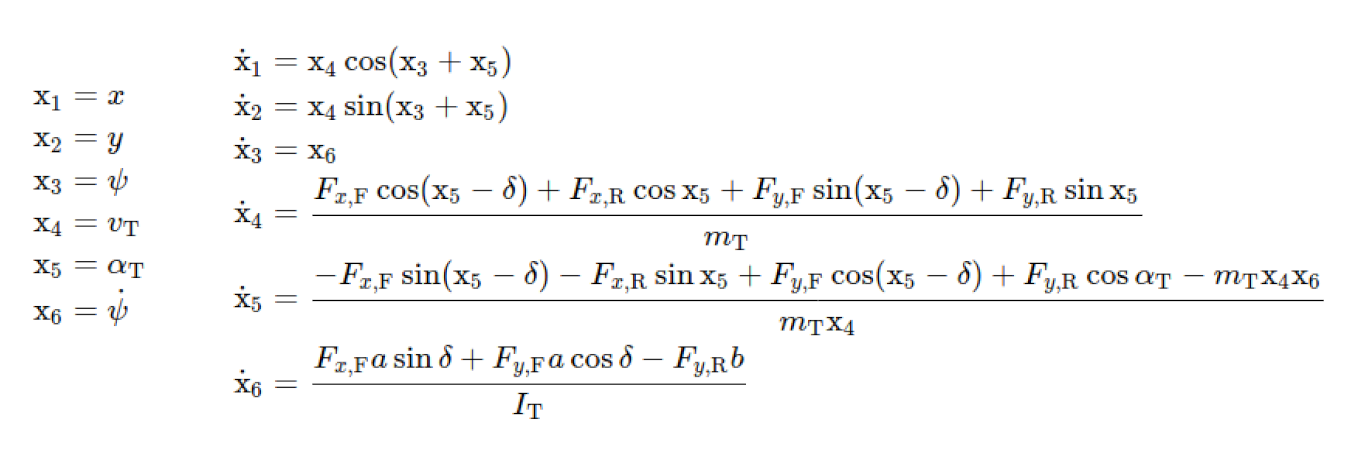 x₁ = x
x₂ = y
x₃ = ψ
x₄ = v_T
x₅ = α_T
x₆ = ψ̇
ẋ₁ = x₄ cos(x₃ + x₅)
ẋ₂ = x₄ sin(x₃ + x₅)
ẋ₃ = x₆
ẋ₄ = (F_{x,F} cos(x₅ − δ) + F_{x,R} cos x₅ + F_{y,F} sin(x₅ − δ) + F_{y,R} sin x₅) / m_T
ẋ₅ = (−F_{x,F} sin(x₅ − δ) − F_{x,R} sin x₅ + F_{y,F} cos(x₅ − δ) + F_{y,R} cos α_T − m_T x₄x₆) / (m_T x₄)
ẋ₆ = (F_{x,F} a sin δ + F_{y,F} a cos δ − F_{y,R} b) / I_T